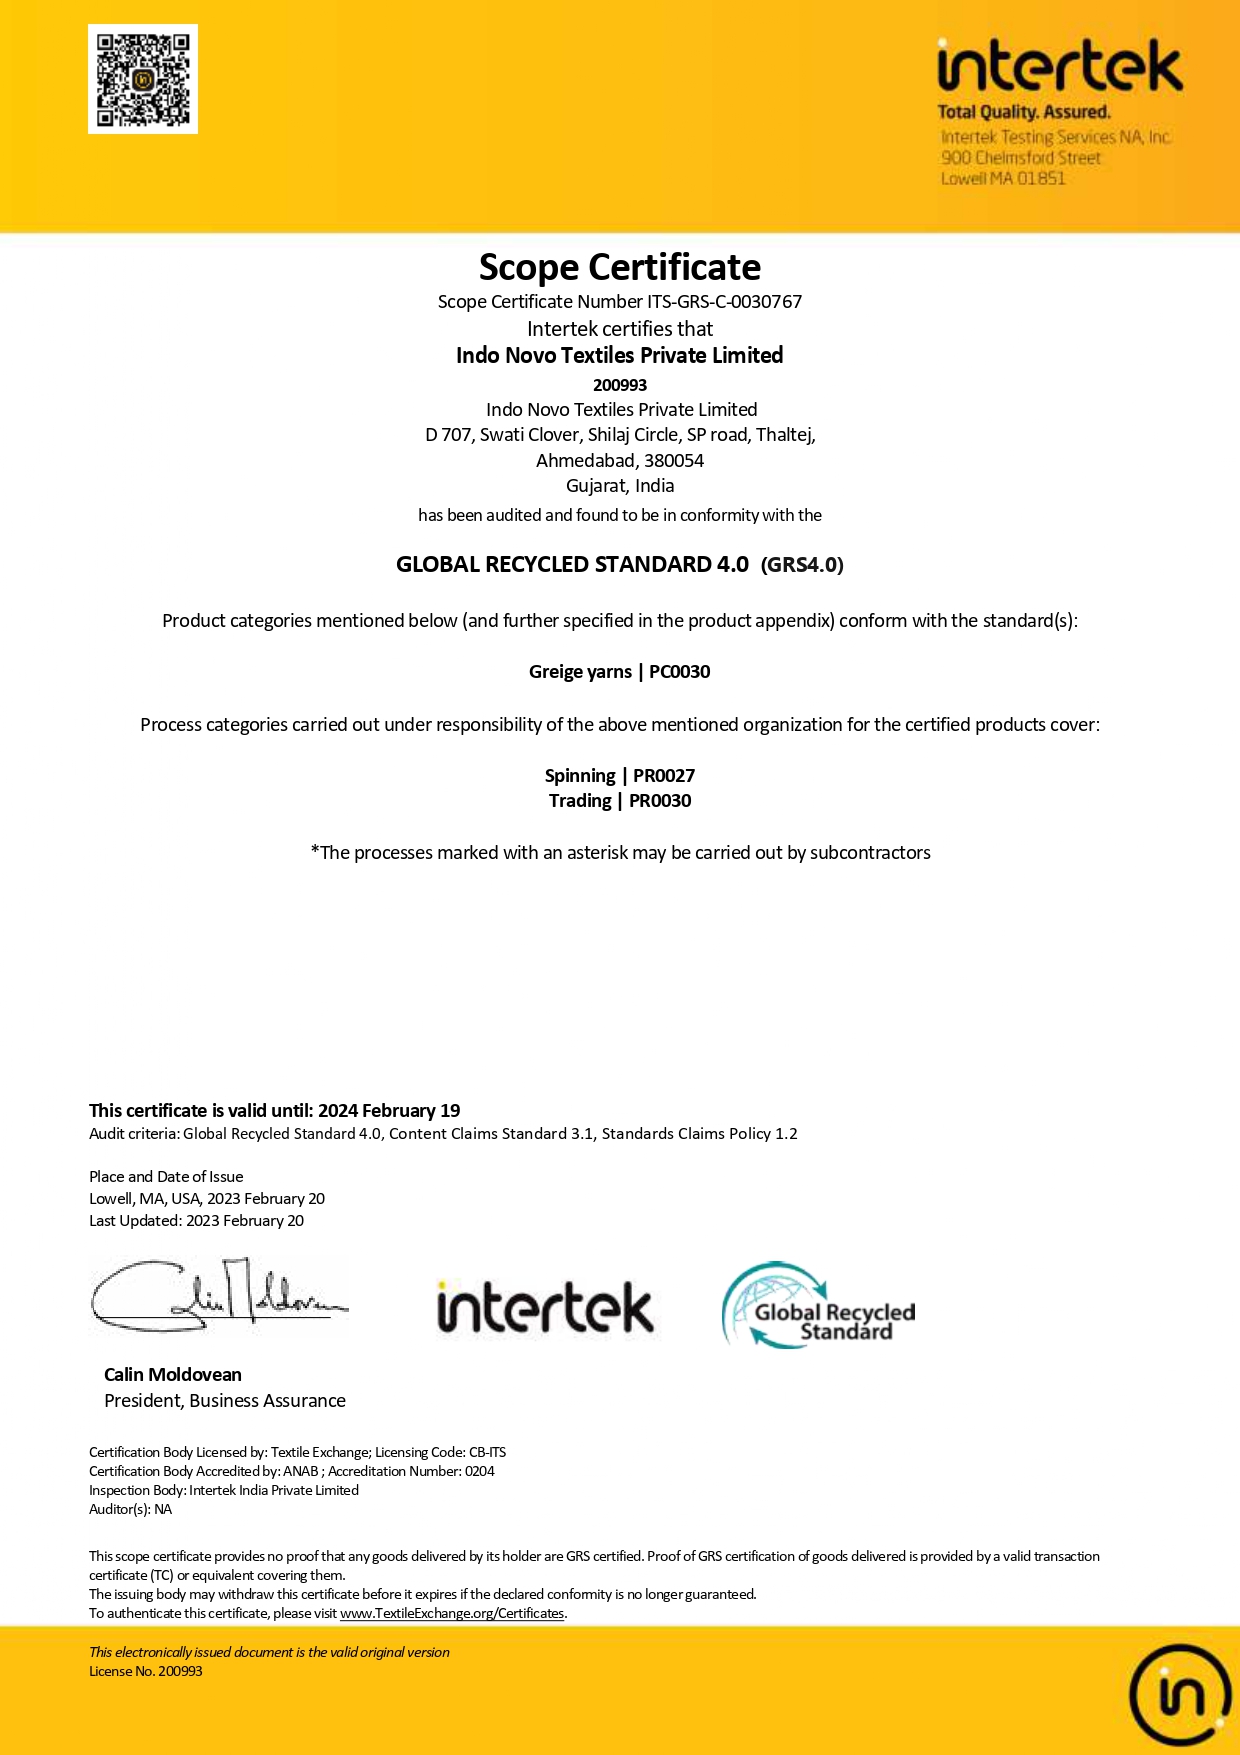 intertek
Total Quality. Assured.
Intertek Testing Services NA, Inc.
900 Chelmsford Street
Lowell MA 01851
Scope Certificate
Scope Certificate Number ITS-GRS-C-0030767
Intertek certifies that
Indo Novo Textiles Private Limited
200993
Indo Novo Textiles Private Limited
D 707, Swati Clover, Shilaj Circle, SP road, Thaltej,
Ahmedabad, 380054
Gujarat, India
has been audited and found to be in conformity with the
GLOBAL RECYCLED STANDARD 4.0 (GRS4.0)
Product categories mentioned below (and further specified in the product appendix) conform with the standard(s):
Greige yarns | PC0030
Process categories carried out under responsibility of the above mentioned organization for the certified products cover:
Spinning | PR0027
Trading | PR0030
*The processes marked with an asterisk may be carried out by subcontractors
This certificate is valid until: 2024 February 19
Audit criteria: Global Recycled Standard 4.0, Content Claims Standard 3.1, Standards Claims Policy 1.2
Place and Date of Issue
Lowell, MA, USA, 2023 February 20
Last Updated: 2023 February 20
Calin Moldovean
intertek
Global Recycled
Standard
Calin Moldovean
President, Business Assurance
Certification Body Licensed by: Textile Exchange; Licensing Code: CB-ITS
Certification Body Accredited by: ANAB ; Accreditation Number: 0204
Inspection Body: Intertek India Private Limited
Auditor(s): NA
This scope certificate provides no proof that any goods delivered by its holder are GRS certified. Proof of GRS certification of goods delivered is provided by a valid transaction
certificate (TC) or equivalent covering them.
The issuing body may withdraw this certificate before it expires if the declared conformity is no longer guaranteed.
To authenticate this certificate, please visit www.TextileExchange.org/Certificates.
This electronically issued document is the valid original version
License No. 200993
in